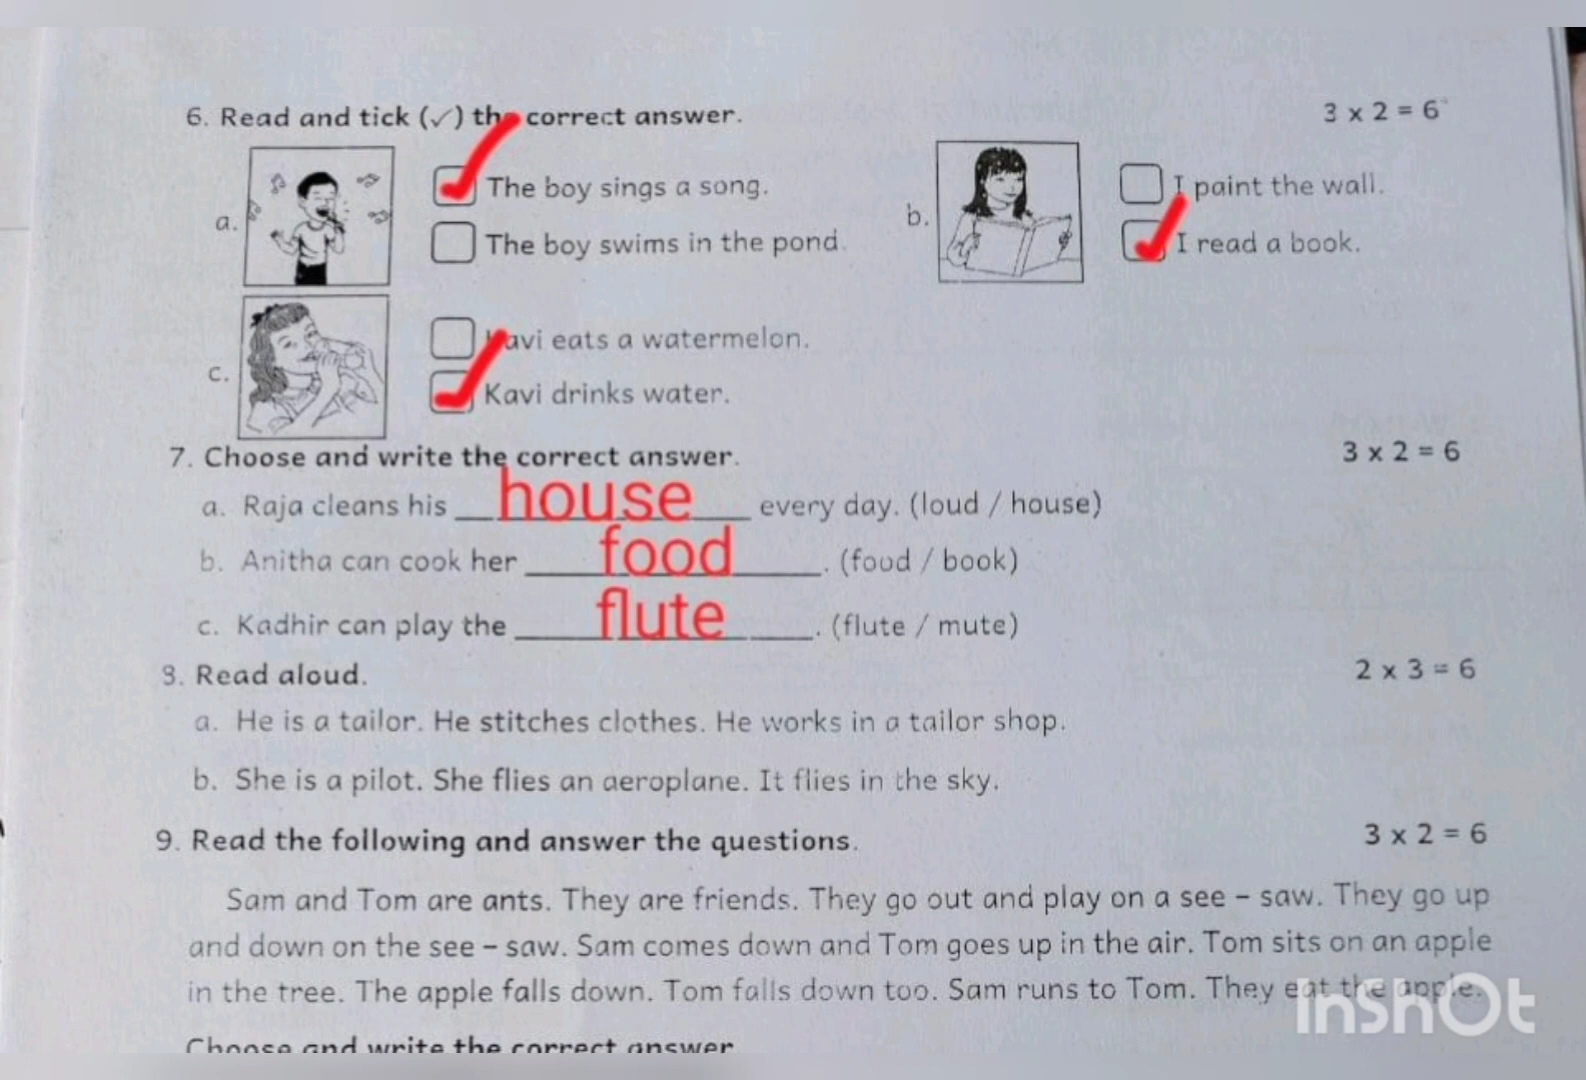 6. Read and tick (✓) the correct answer. 3 x 2 = 6
a. The boy sings a song.
The boy swims in the pond.
b. I paint the wall.
I read a book.
c. Kavi eats a watermelon.
Kavi drinks water.
7. Choose and write the correct answer. 3 x 2 = 6
a. Raja cleans his house every day. (loud / house)
b. Anitha can cook her food. (food / book)
c. Kadhir can play the flute. (flute / mute)
8. Read aloud. 2 x 3 = 6
a. He is a tailor. He stitches clothes. He works in a tailor shop.
b. She is a pilot. She flies an aeroplane. It flies in the sky.
9. Read the following and answer the questions. 3 x 2 = 6
Sam and Tom are ants. They are friends. They go out and play on a see – saw. They go up
and down on the see – saw. Sam comes down and Tom goes up in the air. Tom sits on an apple
in the tree. The apple falls down. Tom falls down too. Sam runs to Tom. They eat the apple.
InShOt
Choose and write the correct answer